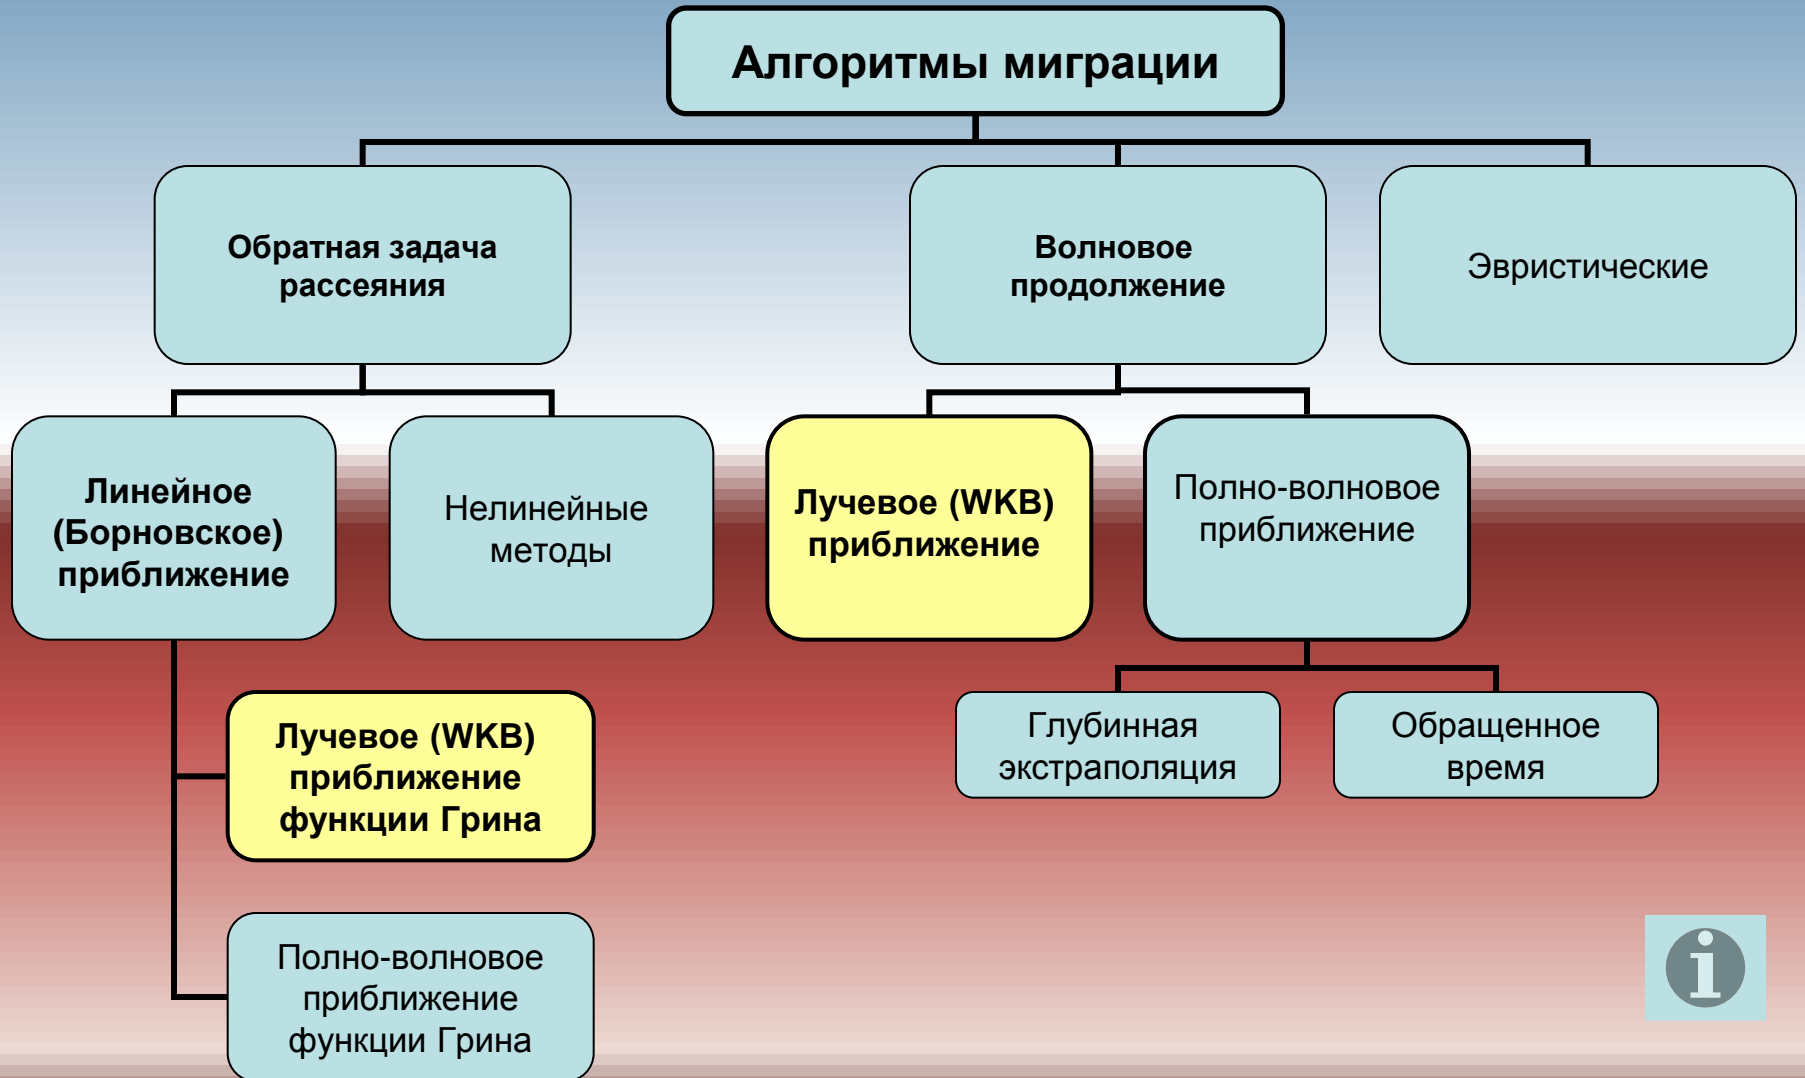 Алгоритмы миграции
Обратная задача
рассеяния
Волновое
продолжение
Эвристические
Линейное
(Борновское)
приближение
Нелинейные
методы
Лучевое (WKB)
приближение
Полно-волновое
приближение
Лучевое (WKB)
приближение
функции Грина
Глубинная
экстраполяция
Обращенное
время
Полно-волновое
приближение
функции Грина